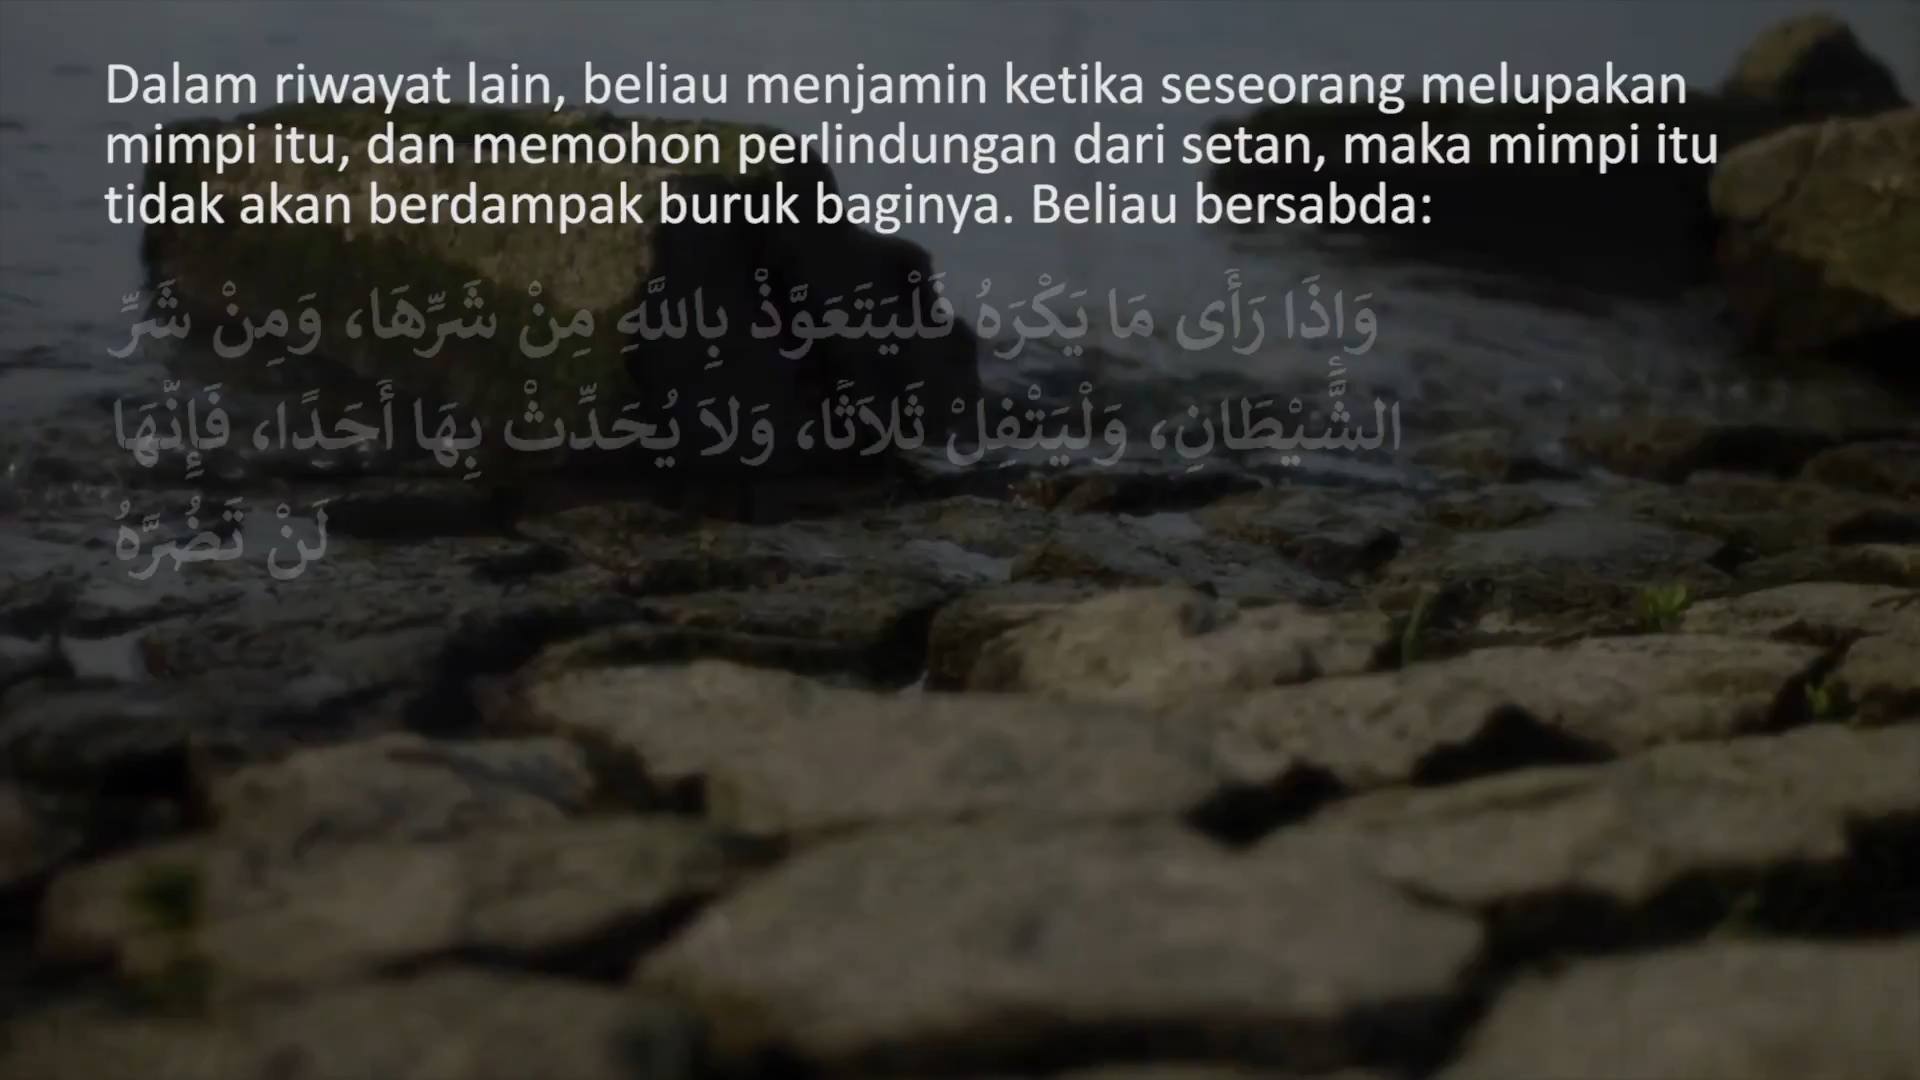 Dalam riwayat lain, beliau menjamin ketika seseorang melupakan
mimpi itu, dan memohon perlindungan dari setan, maka mimpi itu
tidak akan berdampak buruk baginya. Beliau bersabda:
وَإِذَا رَأَى مَا يَكْرَهُ فَلْيَتَعَوَّذْ بِاللَّهِ مِنْ شَرِّهَا، وَمِنْ شَرِّ
الشَّيْطَانِ، وَلْيَتْفِلْ ثَلاَثًا، وَلاَ يُحَدِّثْ بِهَا أَحَدًا، فَإِنَّهَا
لَنْ تَضُرَّهُ